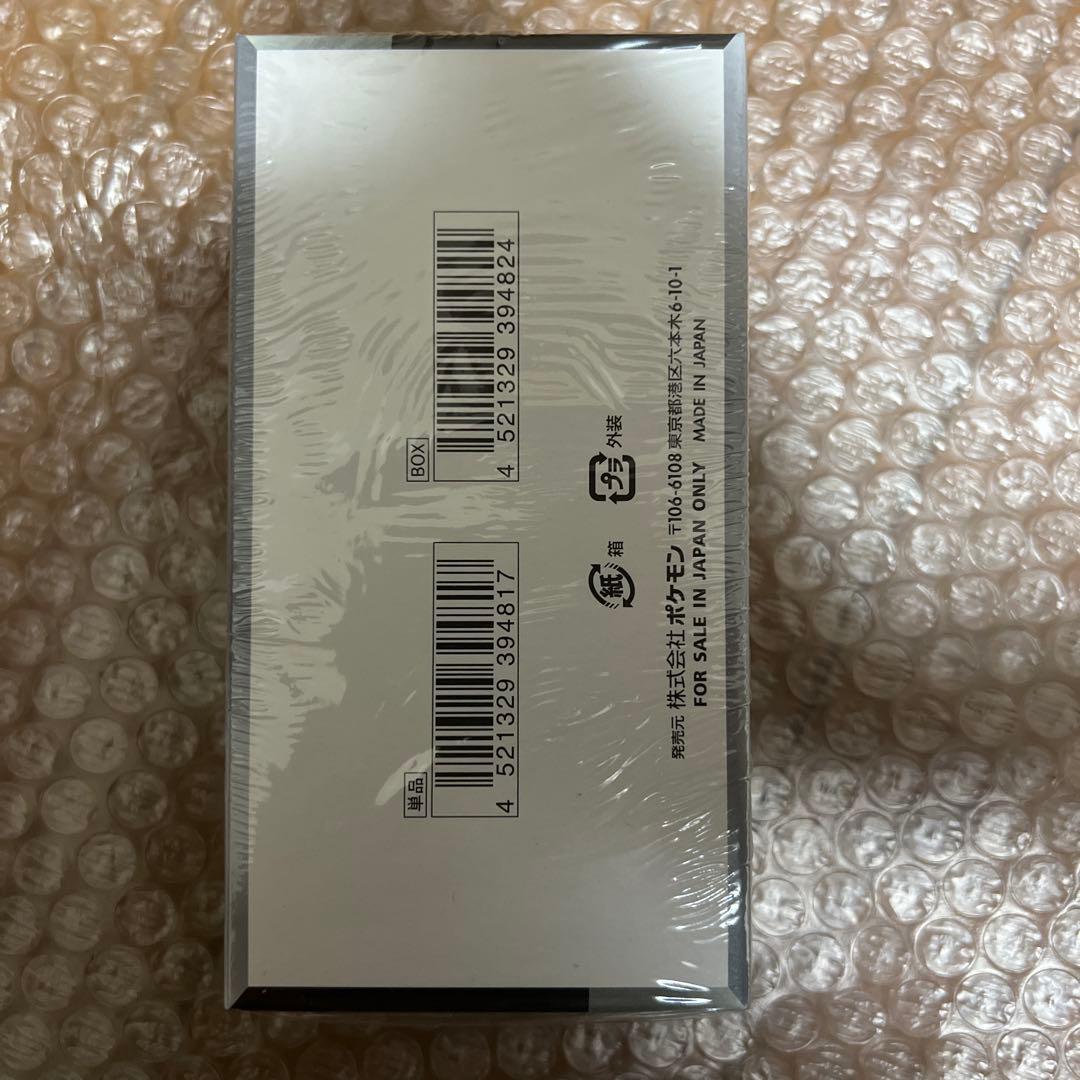 単品
4 521329 394817
BOX
4 521329 394824
紙 箱
プラ 外装
発売元 株式会社 ポケモン 〒106-6108 東京都港区六本木6-10-1
FOR SALE IN JAPAN ONLY MADE IN JAPAN